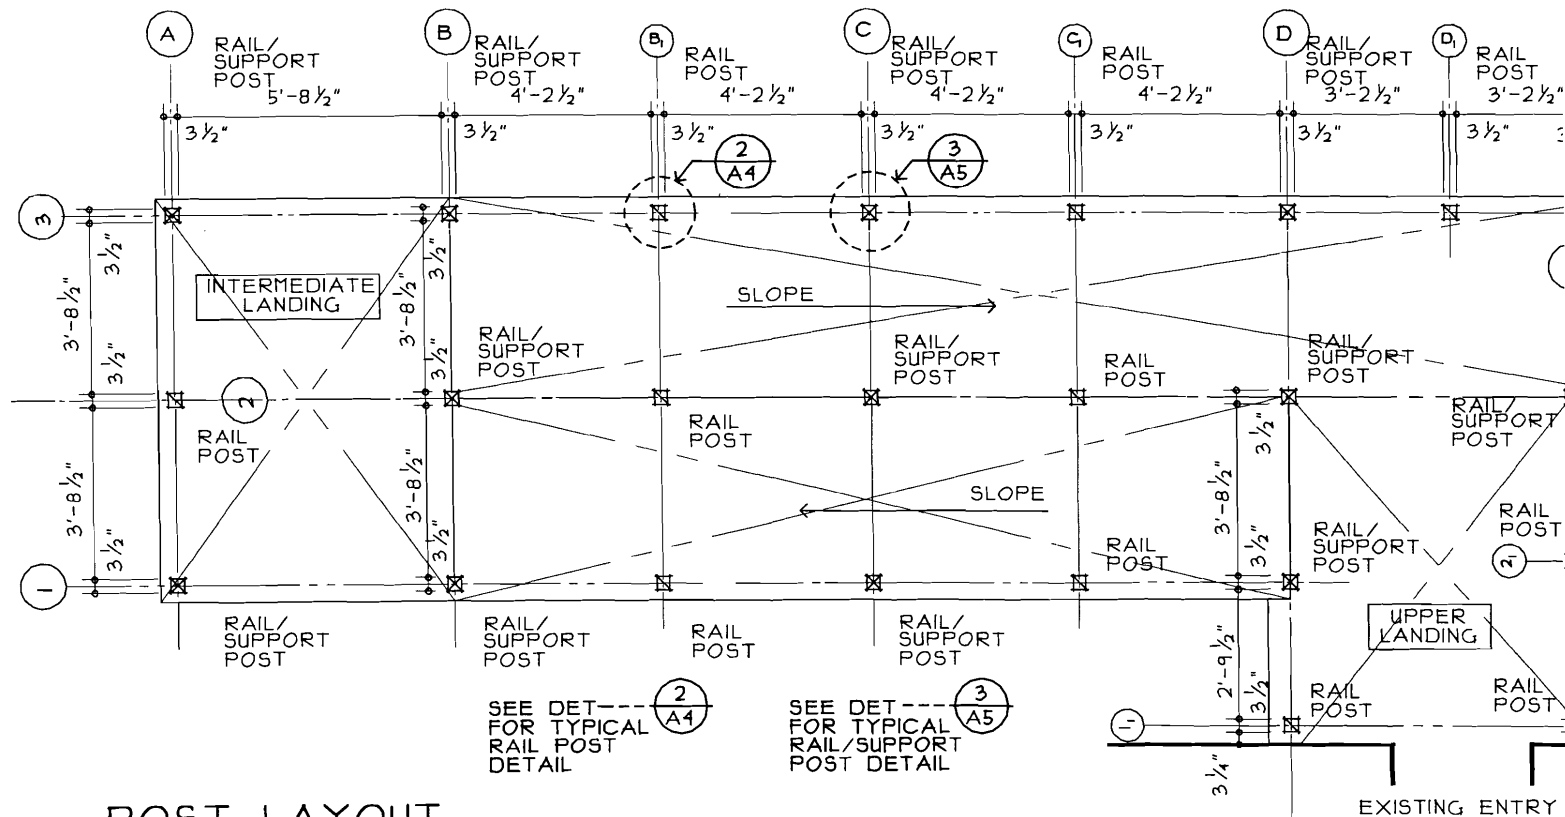 A
B
B1
C
C1
D
D1
RAIL/
SUPPORT
POST
RAIL/
SUPPORT
POST
RAIL
POST
RAIL/
SUPPORT
POST
RAIL
POST
RAIL/
SUPPORT
POST
RAIL
POST
5'-8 1/2"
4'-2 1/2"
4'-2 1/2"
4'-2 1/2"
4'-2 1/2"
3'-2 1/2"
3'-2 1/2"
3 1/2"
3 1/2"
3 1/2"
3 1/2"
3 1/2"
3 1/2"
3 1/2"
2
A4
3
A5
3
3 1/2"
3'-8 1/2"
3 1/2"
3 1/2"
3'-8 1/2"
3 1/2"
INTERMEDIATE
LANDING
SLOPE
RAIL/
SUPPORT
POST
RAIL/
SUPPORT
POST
RAIL
POST
RAIL/
SUPPORT
POST
2
RAIL
POST
RAIL
POST
RAIL/
SUPPORT
POST
3'-8 1/2"
3 1/2"
3'-8 1/2"
3 1/2"
SLOPE
3 1/2"
3'-8 1/2"
3 1/2"
RAIL
POST
RAIL/
SUPPORT
POST
RAIL
POST
21
1
RAIL/
SUPPORT
POST
RAIL/
SUPPORT
POST
RAIL
POST
RAIL/
SUPPORT
POST
UPPER
LANDING
2'-9 1/2"
3 1/2"
RAIL
POST
RAIL
POST
SEE DET
FOR TYPICAL
RAIL POST
DETAIL
2
A4
SEE DET
FOR TYPICAL
RAIL/SUPPORT
POST DETAIL
3
A5
3 1/4"
EXISTING ENTRY
POST LAYOUT